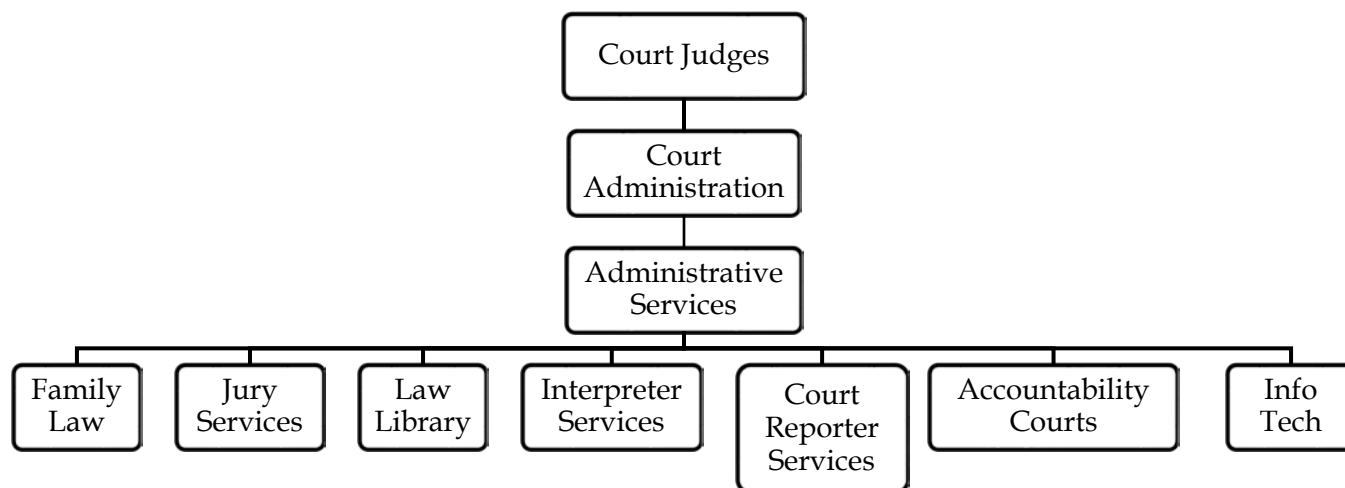 Court Judges
Court
Administration
Administrative
Services
Family
Law
Jury
Services
Law
Library
Interpreter
Services
Court
Reporter
Services
Accountability
Courts
Info
Tech